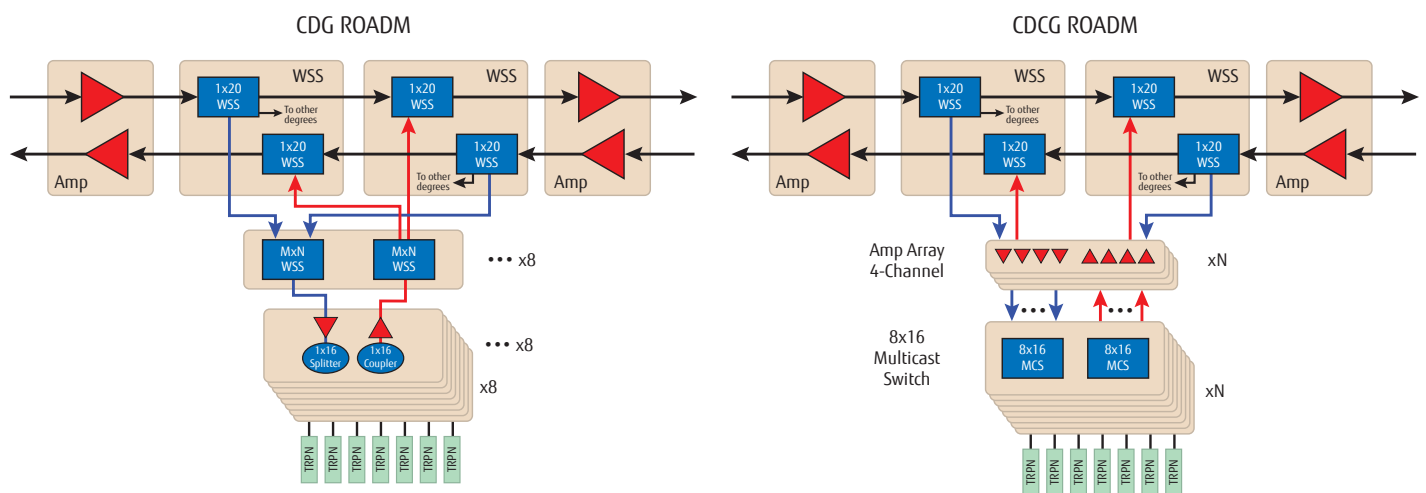 CDG ROADM
WSS
WSS
1x20
WSS
1x20
WSS
To other
degrees
1x20
WSS
1x20
WSS
To other
degrees
Amp
Amp
MxN
WSS
MxN
WSS
••• x8
1x16
Splitter
1x16
Coupler
••• x8
x8
TRPN
TRPN
TRPN
TRPN
TRPN
TRPN
TRPN
CDCG ROADM
WSS
WSS
1x20
WSS
1x20
WSS
To other
degrees
1x20
WSS
1x20
WSS
To other
degrees
Amp
Amp
Amp Array
4-Channel
xN
•••
•••
8x16
Multicast
Switch
8x16
MCS
8x16
MCS
xN
TRPN
TRPN
TRPN
TRPN
TRPN
TRPN
TRPN